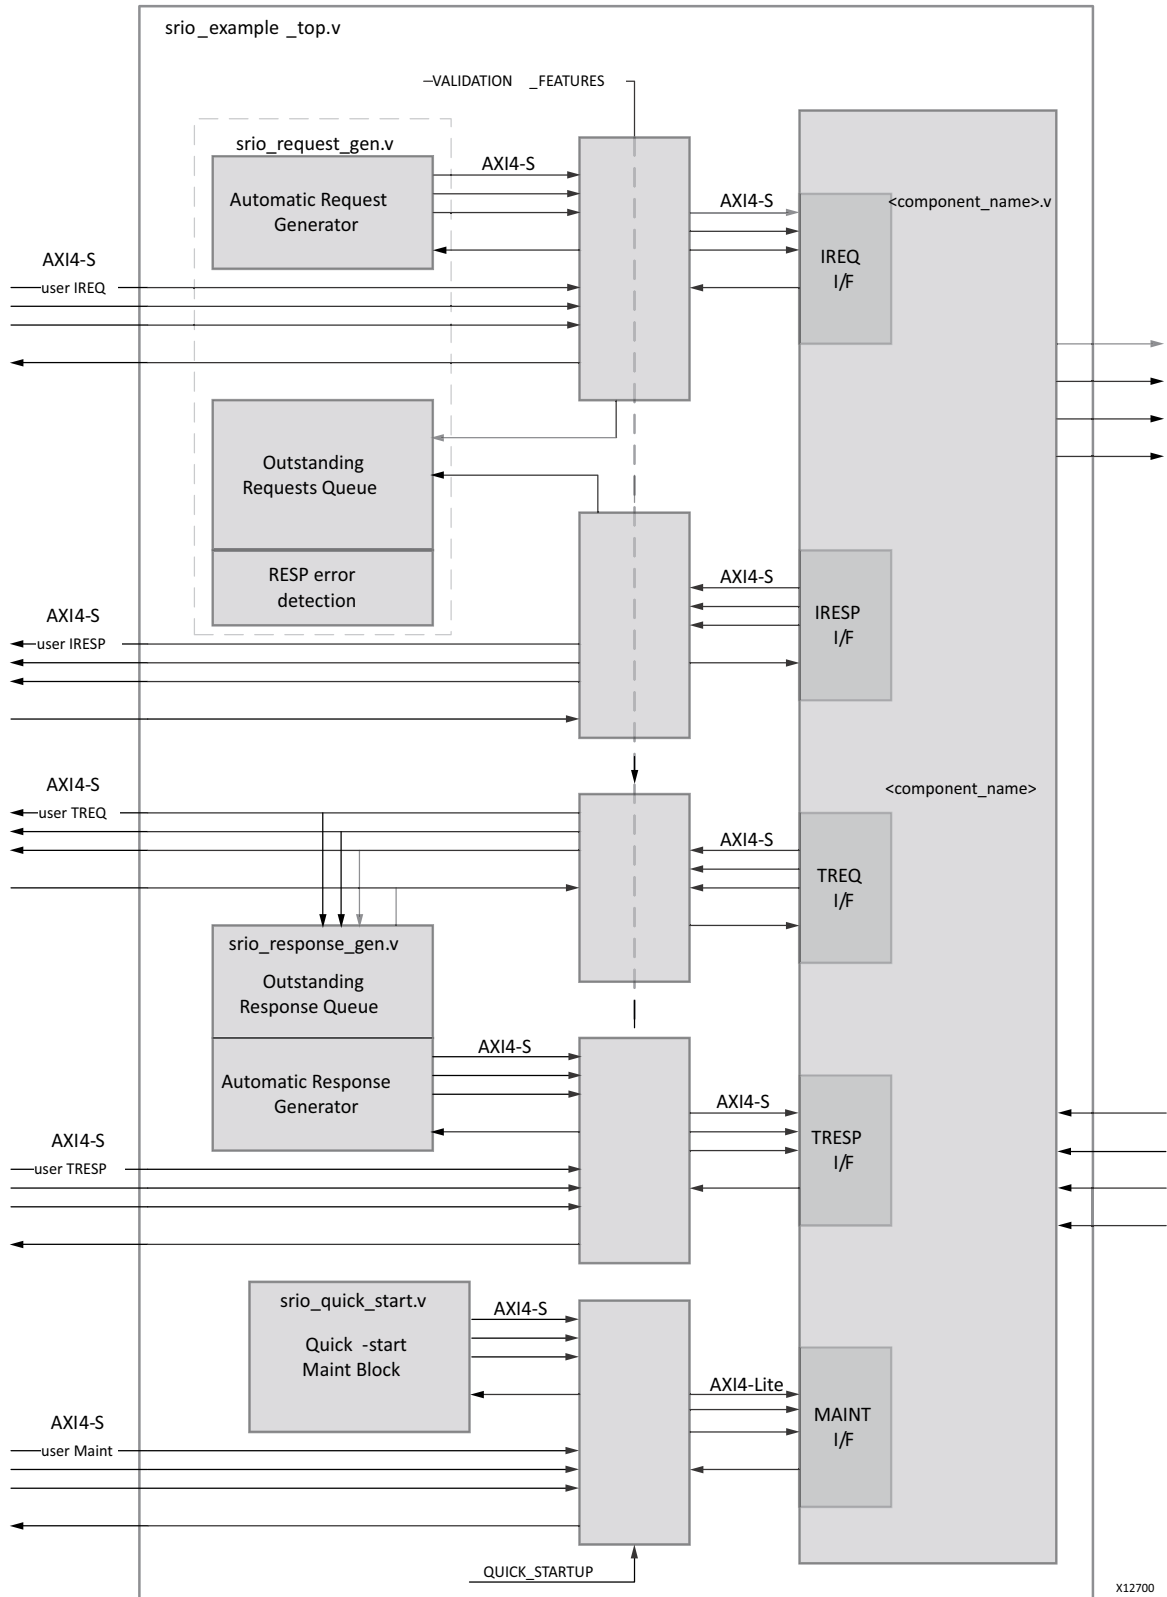 srio_example _top.v
VALIDATION _FEATURES
srio_request_gen.v
AXI4-S
Automatic Request
Generator
AXI4-S
<component_name>.v
IREQ
I/F
AXI4-S
user IREQ
Outstanding
Requests Queue
RESP error
detection
AXI4-S
IRESP
I/F
AXI4-S
user IRESP
AXI4-S
user TREQ
<component_name>
AXI4-S
TREQ
I/F
srio_response_gen.v
Outstanding
Response Queue
AXI4-S
Automatic Response
Generator
AXI4-S
TRESP
I/F
AXI4-S
user TRESP
srio_quick_start.v
AXI4-S
Quick -start
Maint Block
AXI4-Lite
MAINT
I/F
AXI4-S
user Maint
QUICK_STARTUP
X12700